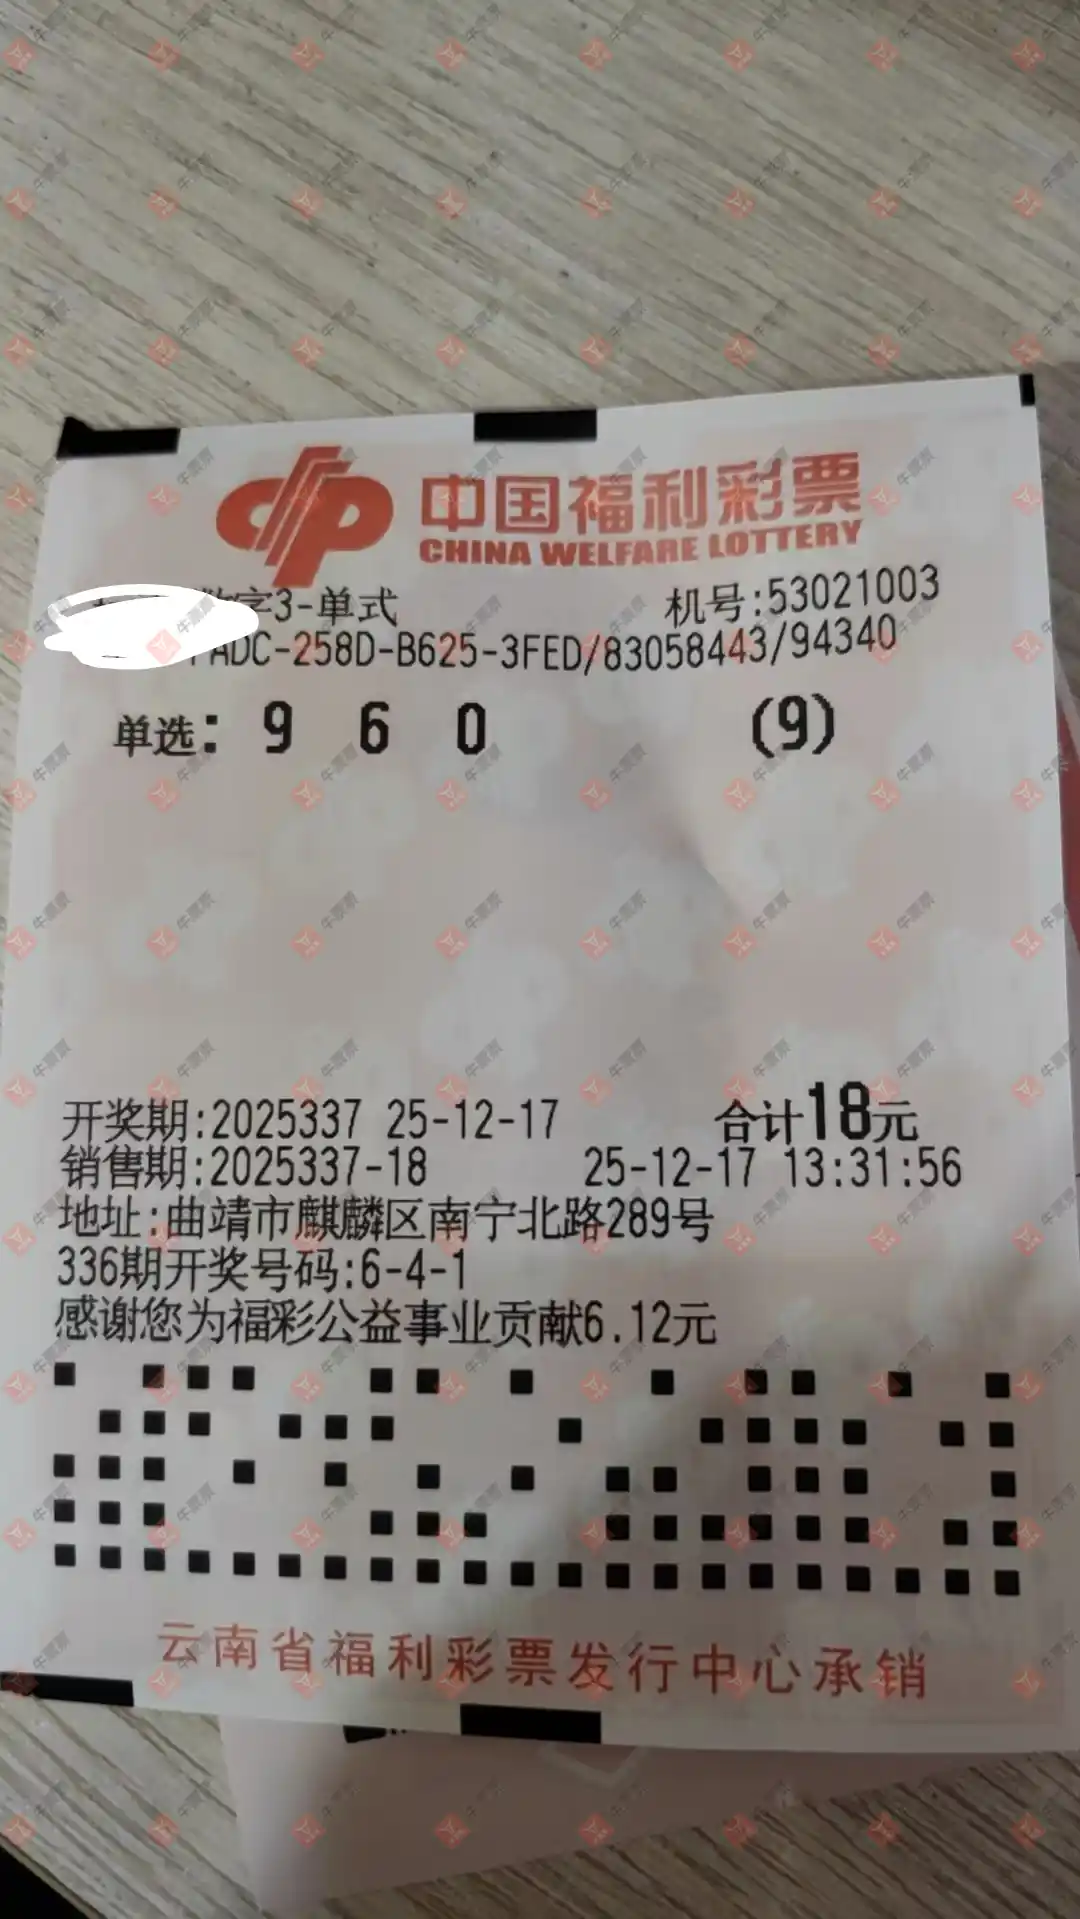 中国福利彩票
CHINA WELFARE LOTTERY
字3-单式 机号:53021003
ADC-258D-B625-3FED/83058443/94340
单选: 9 6 0 (9)
开奖期:2025337 25-12-17 合计18元
销售期:2025337-18 25-12-17 13:31:56
地址:曲靖市麒麟区南宁北路289号
336期开奖号码:6-4-1
感谢您为福彩公益事业贡献6.12元
云南省福利彩票发行中心承销
牛票票